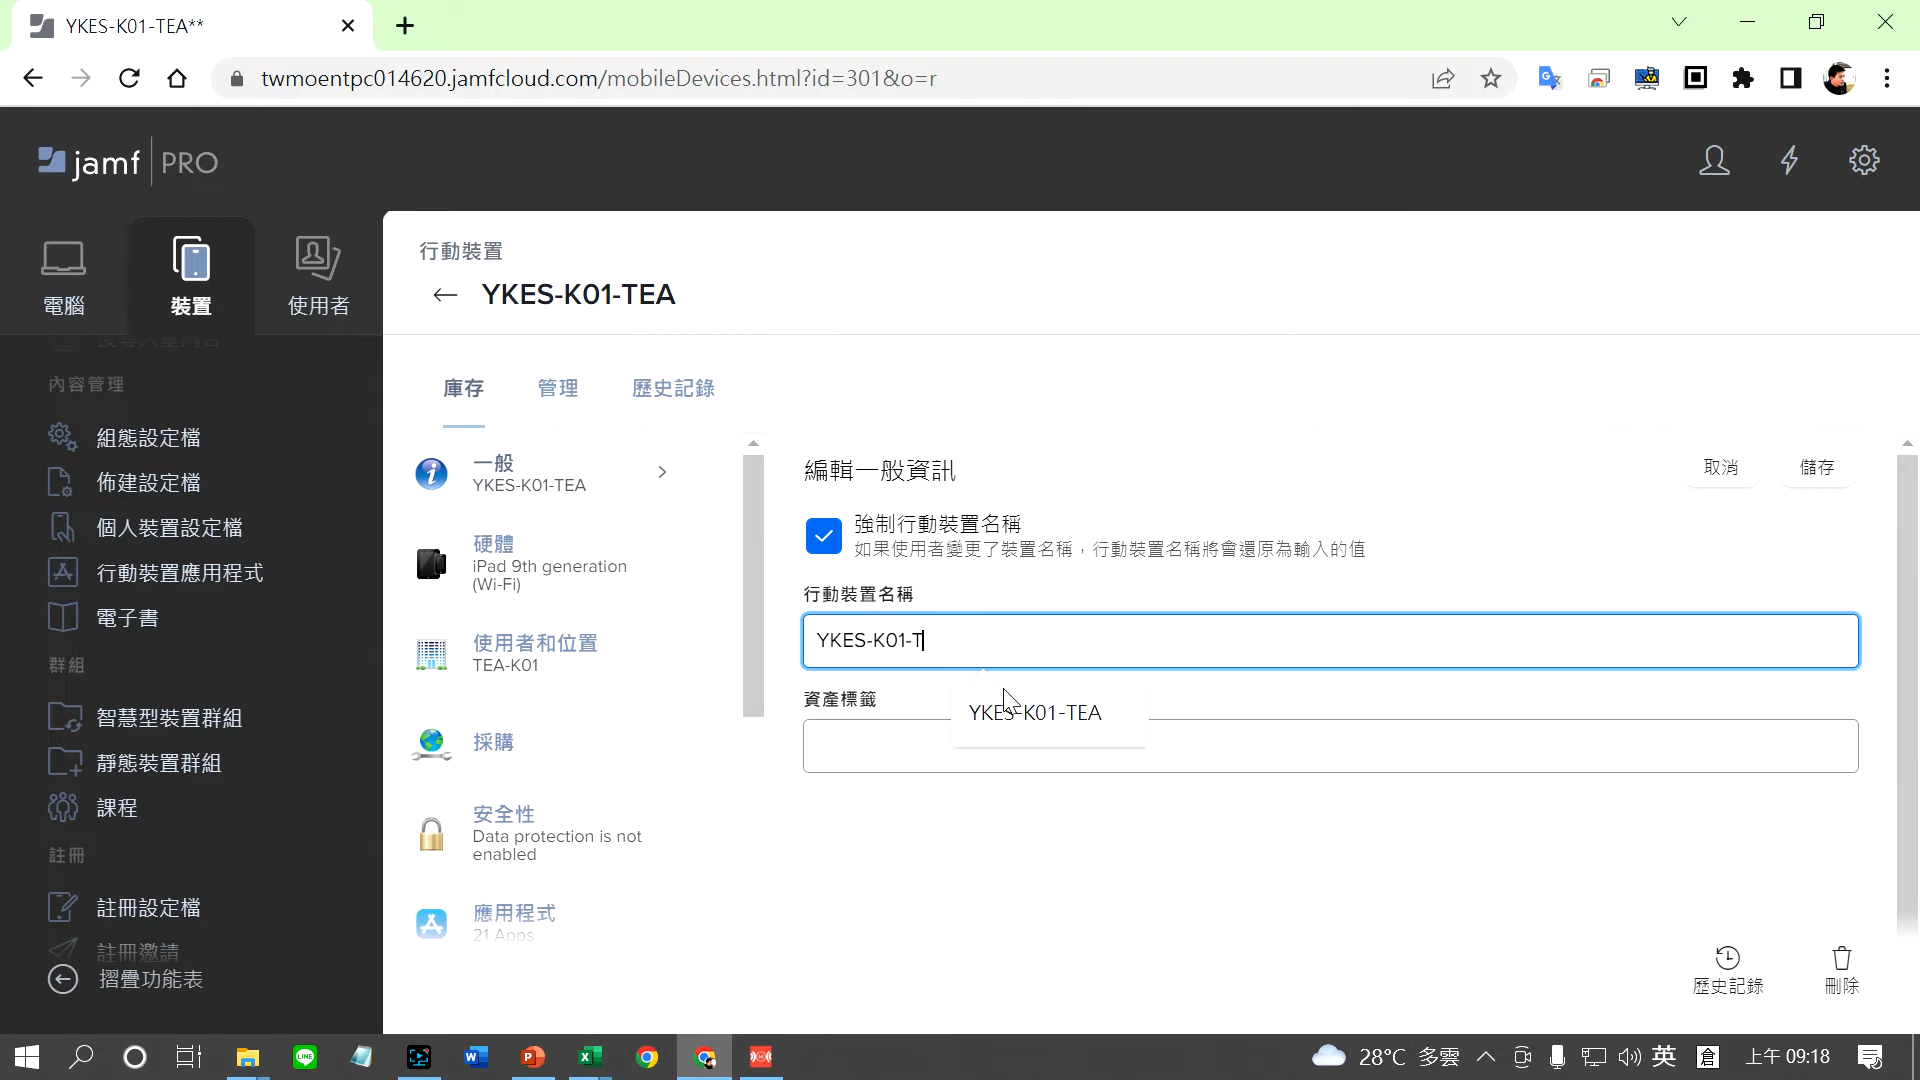 YKES-K01-TEA**
twmoentpc014620.jamfcloud.com/mobileDevices.html?id=301&o=r
jamf PRO
電腦
裝置
使用者
內容管理
組態設定檔
佈建設定檔
個人裝置設定檔
行動裝置應用程式
電子書
群組
智慧型裝置群組
靜態裝置群組
課程
註冊
註冊設定檔
註冊邀請
摺疊功能表
行動裝置
YKES-K01-TEA
庫存
管理
歷史記錄
一般
YKES-K01-TEA
硬體
iPad 9th generation
(Wi-Fi)
使用者和位置
TEA-K01
採購
安全性
Data protection is not
enabled
應用程式
21 Apps
編輯一般資訊
取消
儲存
強制行動裝置名稱
如果使用者變更了裝置名稱，行動裝置名稱將會還原為輸入的值
行動裝置名稱
YKES-K01-T
資產標籤
YKES-K01-TEA
歷史記錄
刪除
28°C 多雲
英
倉
上午 09:18